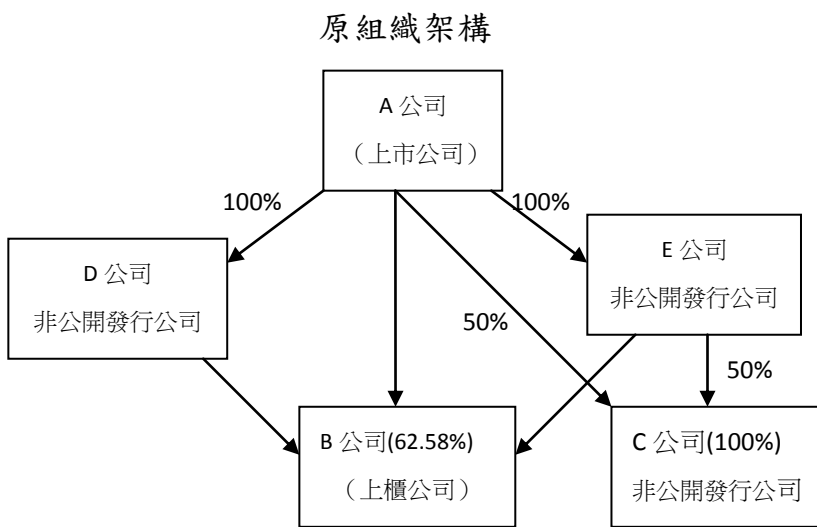 原組織架構
A 公司
（上市公司）
100%
100%
D 公司
非公開發行公司
E 公司
非公開發行公司
50%
50%
B 公司(62.58%)
（上櫃公司）
C 公司(100%)
非公開發行公司